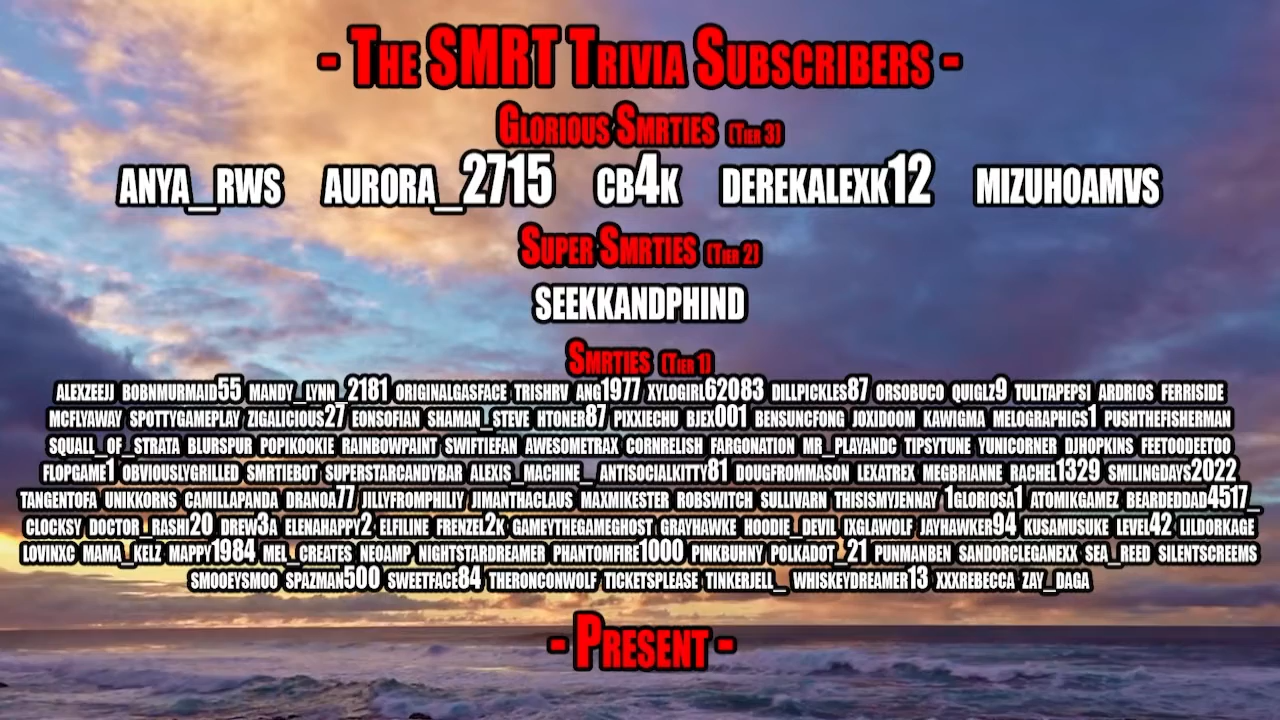 - The SMRT Trivia Subscribers -
Glorious Smrties (Tier 3)
ANYA_RWS AURORA_2715 CB4K DEREKALEXK12 MIZUHOAMVS
Super Smrties (Tier 2)
SEEKKANDPHIND
Smrties (Tier 1)
ALEXZEEJJ BORNMURMAID55 MANDY_LYNN_2181 ORIGINALGASFACE TRISHRV ANG1977 XYLOGIRL62083 DILLPICKLES87 ORSOBUCO QUIGLZ9 TULITAPEPSI ARDRIOS FERRISIDE
MCFLYAWAY SPOTTYGAMEPLAY ZIGALICIOUS27 EONSOFIAN SHAMAN_STEVE HTONER87 PIXXIECHU BJEX001 BENSUNCFONG JOXIDOOM KAWIGMA MELOGRAPHICS1 PUSHTHEFISHERMAN
SQUALL_OF_STRATA BLURSPUR POPIKOOKIE RAINBOWPAINT SWIFTIEFAN AWESOMETRAX CORNRELISH FARGONATION MR_PLAYANDC TIPSYTUNE YUNICORNER DJHOPKINS FEETOODEETOO
FLOPGAME1 OBVIOUSLYGRILLED SMRTIEBOT SUPERSTARCANDYBAR ALEXIS_MACHINE_ ANTISOCIALKITTY81 DOUGFROMMASON LEXATREX MEGBRIANNE RACHEL1329 SMILINGDAYS2022
TANGENTOFA UNIKKORNS CAMILLAPANDA DRANOA77 JILLYFROMPHILIY JIMANTHACLAUS MAXMIKESTER ROBSWITCH SULLIVARN THISISMYJENNAY 1GLORIOSA1 ATOMIKGAMEZ BEARDEDDAD4517_
CLOCKSY DOCTOR_RASHI20 DREW3A ELENAHAPPY2 ELFILINE FRENZEL2K GAMEYTHEGAMEGHOST GRAYHAWKE HOODIE_DEVIL IXGLAWOLF JAYHAWKER94 KUSAMUSUKE LEVEL42 LILDORKAGE
LOVINXC MAMA_KELZ MAPPY1984 MEL_CREATES NEOAMP NIGHTSTARDREAMER PHANTOMFIRE1000 PINKBUHNY POLKADOT_21 PUNMANBEN SANDORCLEGANEXX SEA_REED SILENTSCREEMS
SMOOEYSMOO SPAZMAN500 SWEETFACE84 THERONCONWOLF TICKETSPLEASE TINKERJELL_ WHISKEYDREAMER13 XXXREBECCA ZAY_DAGA
- Present -